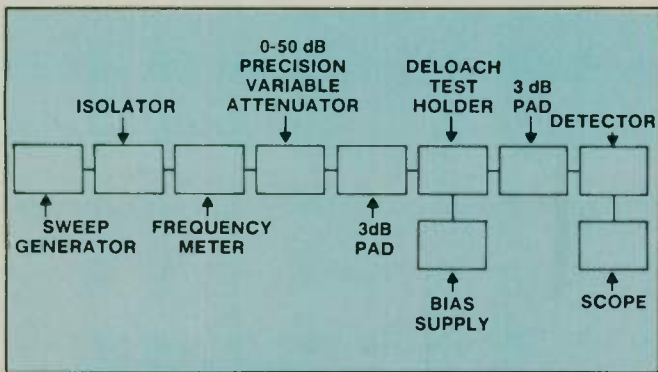 0-50 dB
PRECISION
VARIABLE
ATTENUATOR
ISOLATOR
DELOACH
TEST
HOLDER
3 dB
PAD
DETECTOR
SWEEP
GENERATOR
FREQUENCY
METER
3dB
PAD
BIAS
SUPPLY
SCOPE